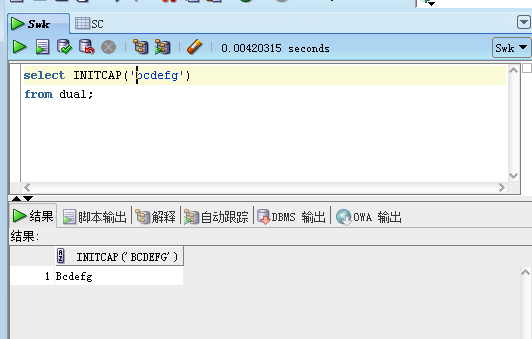 Swk
SC
0.00420315 seconds
Swk
select INITCAP('bcdefg')
from dual;
结果
脚本输出
解释
自动跟踪
DBMS 输出
OWA 输出
结果:
INITCAP('BCDEFG')
1 Bcdefg